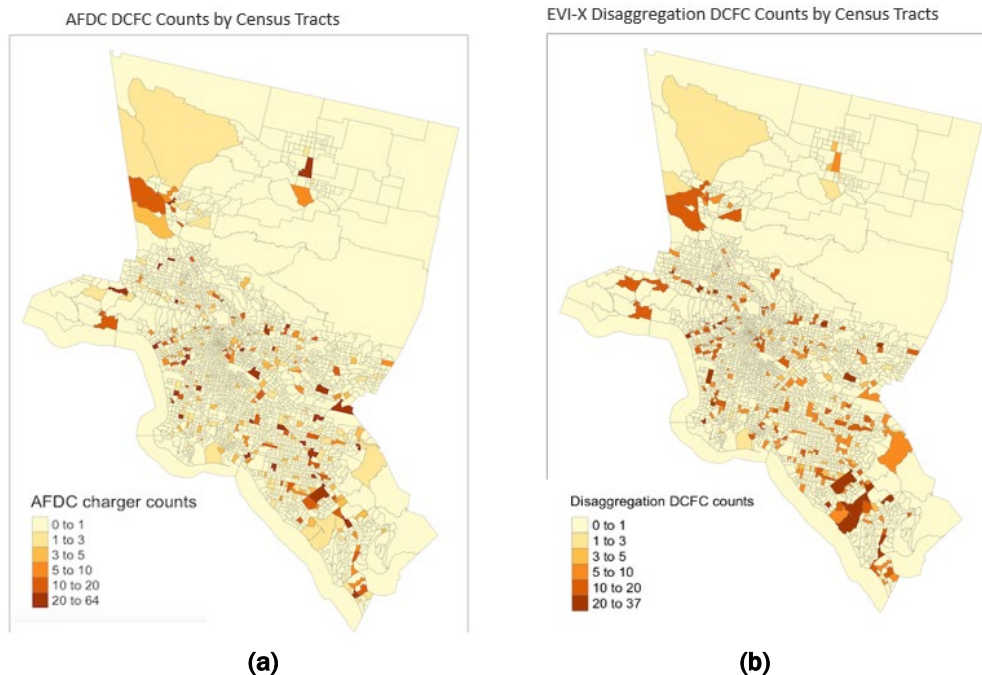 AFDC DCFC Counts by Census Tracts
AFDC charger counts
0 to 1
1 to 3
3 to 5
5 to 10
10 to 20
20 to 64
(a)
EVI-X Disaggregation DCFC Counts by Census Tracts
Disaggregation DCFC counts
0 to 1
1 to 3
3 to 5
5 to 10
10 to 20
20 to 37
(b)